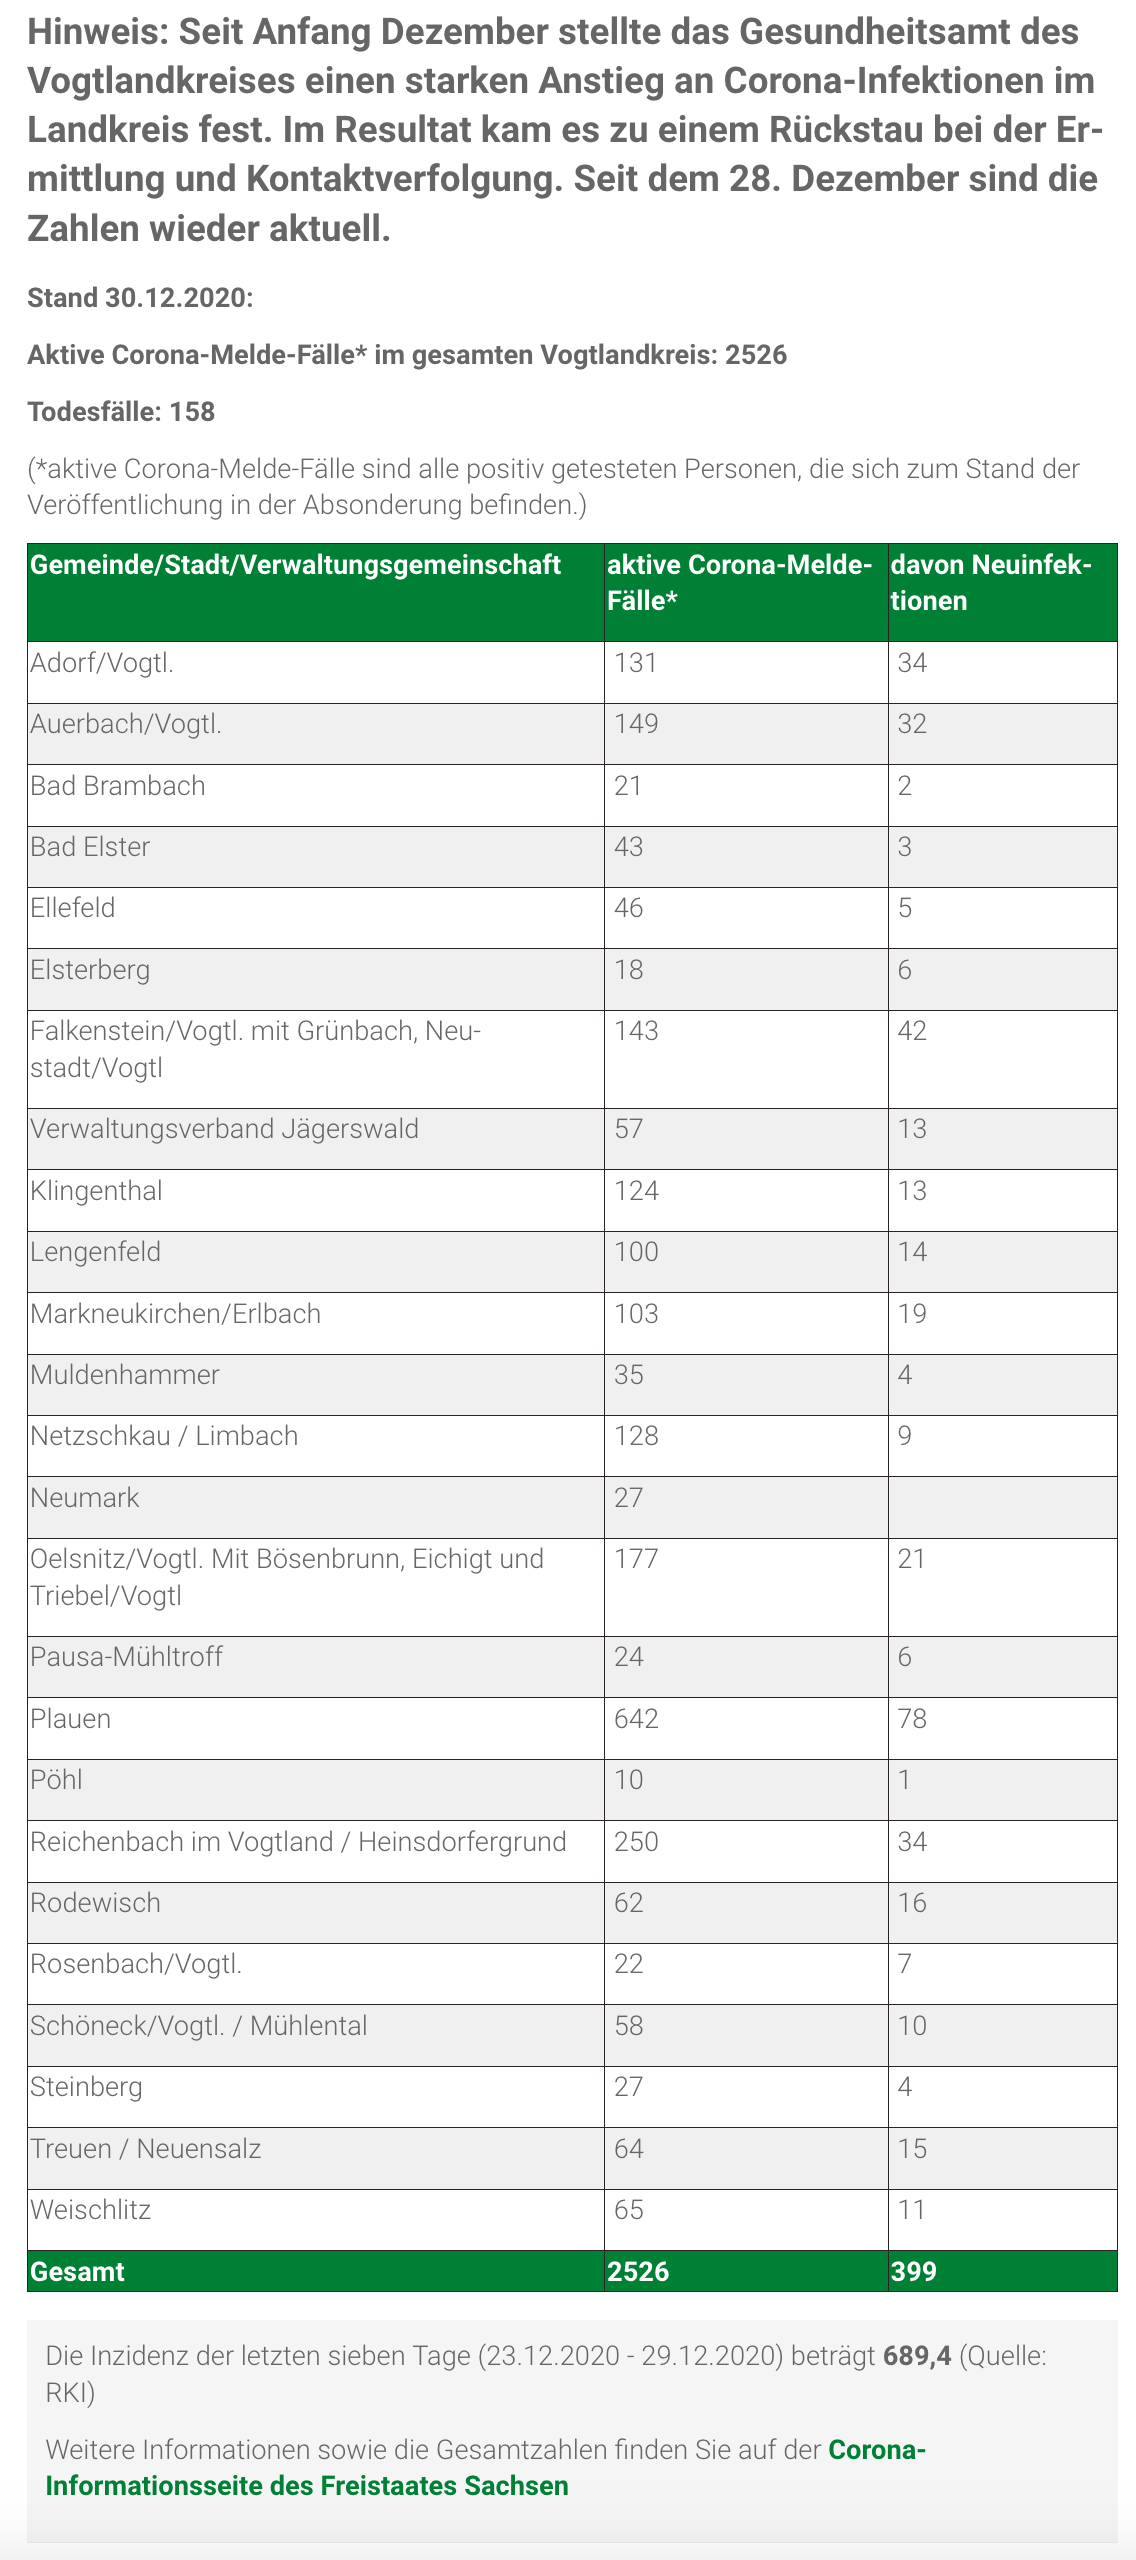 Hinweis: Seit Anfang Dezember stellte das Gesundheitsamt des
Vogtlandkreises einen starken Anstieg an Corona-Infektionen im
Landkreis fest. Im Resultat kam es zu einem Rückstau bei der Er-
mittlung und Kontaktverfolgung. Seit dem 28. Dezember sind die
Zahlen wieder aktuell.
Stand 30.12.2020:
Aktive Corona-Melde-Fälle* im gesamten Vogtlandkreis: 2526
Todesfälle: 158
(*aktive Corona-Melde-Fälle sind alle positiv getesteten Personen, die sich zum Stand der
Veröffentlichung in der Absonderung befinden.)
Gemeinde/Stadt/Verwaltungsgemeinschaft aktive Corona-Melde- davon Neuinfek-
Fälle* tionen
Adorf/Vogtl. 131 34
Auerbach/Vogtl. 149 32
Bad Brambach 21 2
Bad Elster 43 3
Ellefeld 46 5
Elsterberg 18 6
Falkenstein/Vogtl. mit Grünbach, Neu- 143 42
stadt/Vogtl
Verwaltungsverband Jägerswald 57 13
Klingenthal 124 13
Lengenfeld 100 14
Markneukirchen/Erlbach 103 19
Muldenhammer 35 4
Netzschkau / Limbach 128 9
Neumark 27
Oelsnitz/Vogtl. Mit Bösenbrunn, Eichigt und 177 21
Triebel/Vogtl
Pausa-Mühltroff 24 6
Plauen 642 78
Pöhl 10 1
Reichenbach im Vogtland / Heinsdorfergrund 250 34
Rodewisch 62 16
Rosenbach/Vogtl. 22 7
Schöneck/Vogtl. / Mühlental 58 10
Steinberg 27 4
Treuen / Neuensalz 64 15
Weischlitz 65 11
Gesamt 2526 399
Die Inzidenz der letzten sieben Tage (23.12.2020 - 29.12.2020) beträgt 689,4 (Quelle:
RKI)
Weitere Informationen sowie die Gesamtzahlen finden Sie auf der Corona-
Informationsseite des Freistaates Sachsen